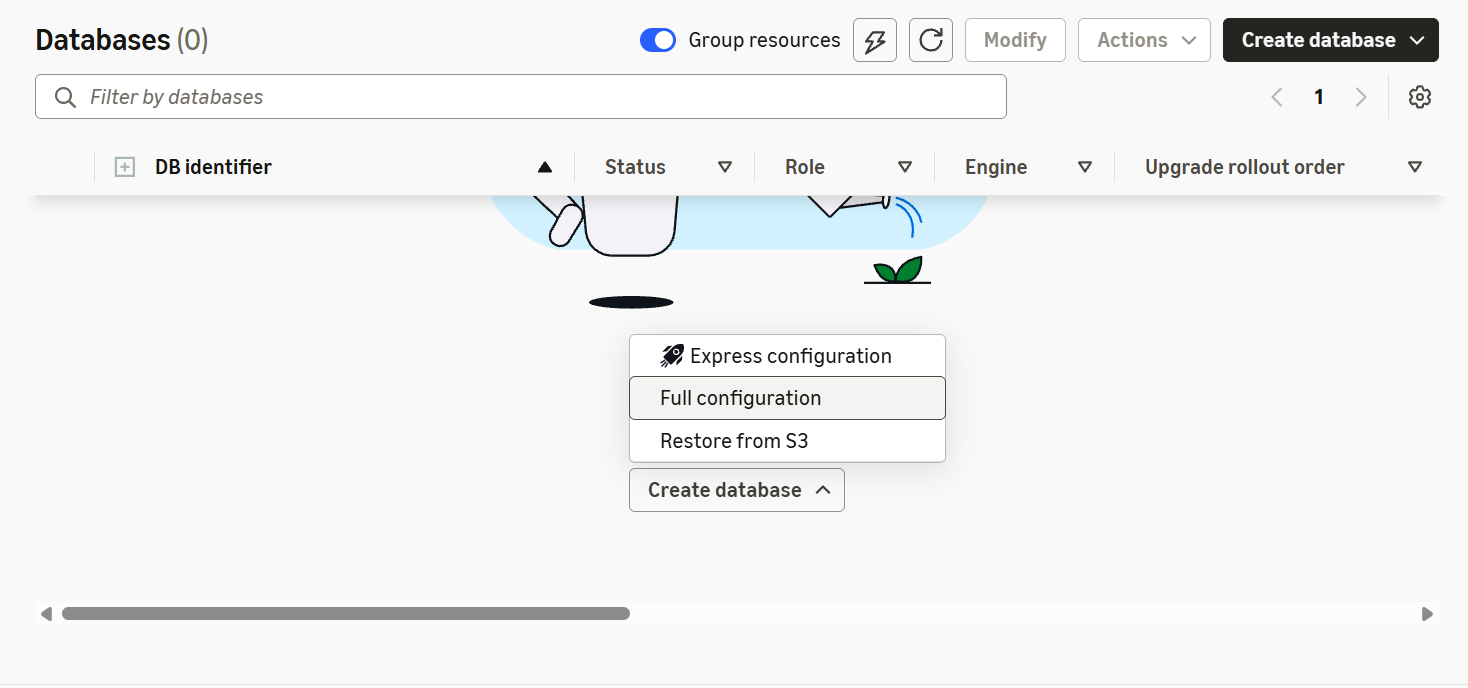 Databases (0)
Group resources
Modify
Actions
Create database
Filter by databases
1
DB identifier
Status
Role
Engine
Upgrade rollout order
Express configuration
Full configuration
Restore from S3
Create database